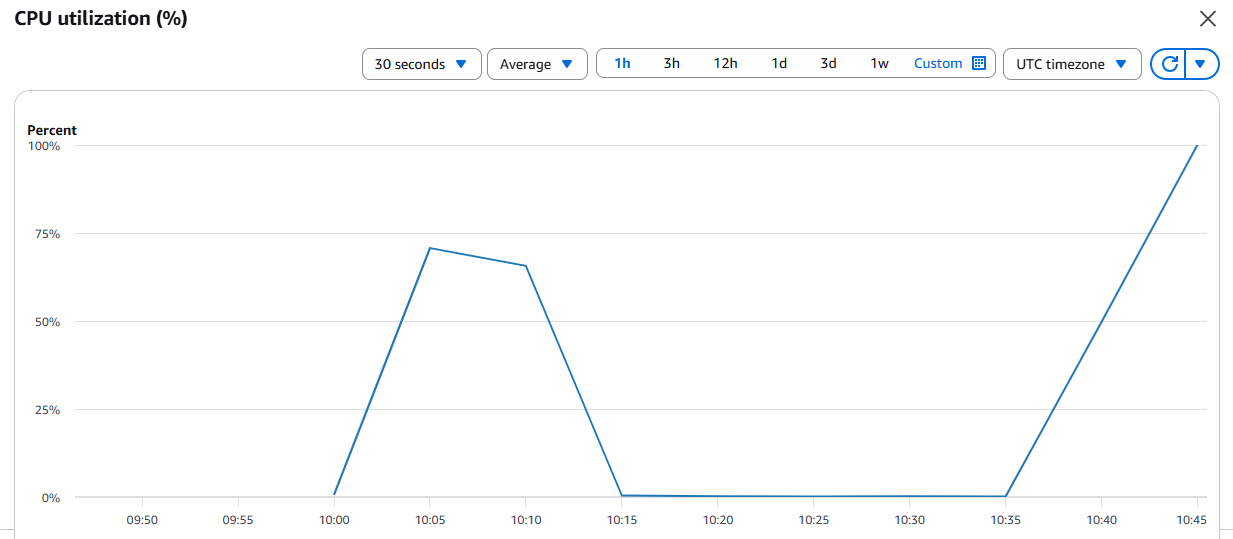 CPU utilization (%)
30 seconds Average 1h 3h 12h 1d 3d 1w Custom UTC timezone
Percent
100%
75%
50%
25%
0%
09:50 09:55 10:00 10:05 10:10 10:15 10:20 10:25 10:30 10:35 10:40 10:45